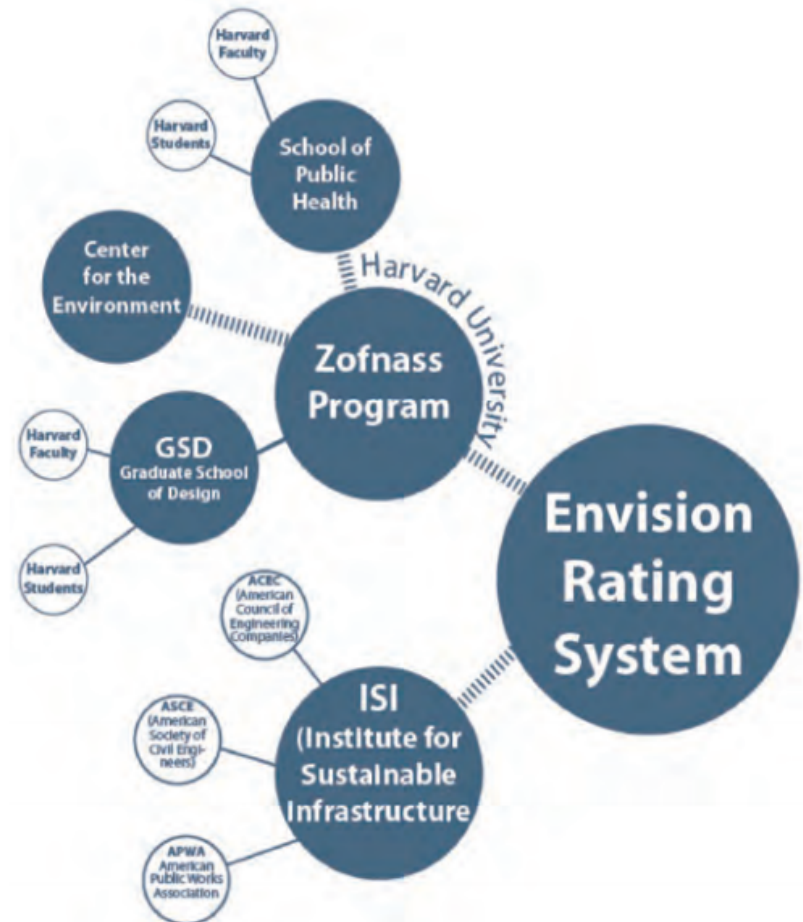 Harvard
Faculty
Harvard
Students
School of
Public
Health
Center
for the
Environment
Harvard University
Zofnass
Program
Harvard
Faculty
GSD
Graduate School
of Design
Harvard
Students
Envision
Rating
System
ACEC
(American
Council of
Engineering
Companies)
ASCE
(American
Society of
Civil Engi-
neers)
ISI
(Institute for
Sustainable
Infrastructure
APWA
American
Public Works
Association